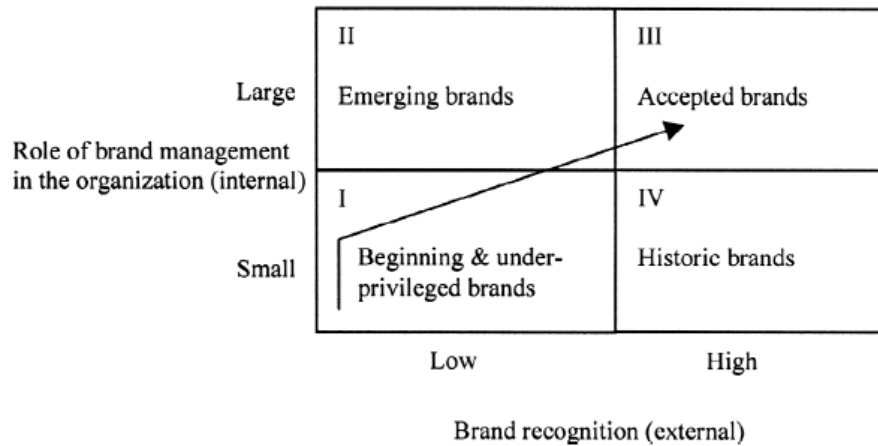 II
III
Large
Emerging brands
Accepted brands
Role of brand management
in the organization (internal)
I
IV
Small
Beginning & under-
privileged brands
Historic brands
Low
High
Brand recognition (external)